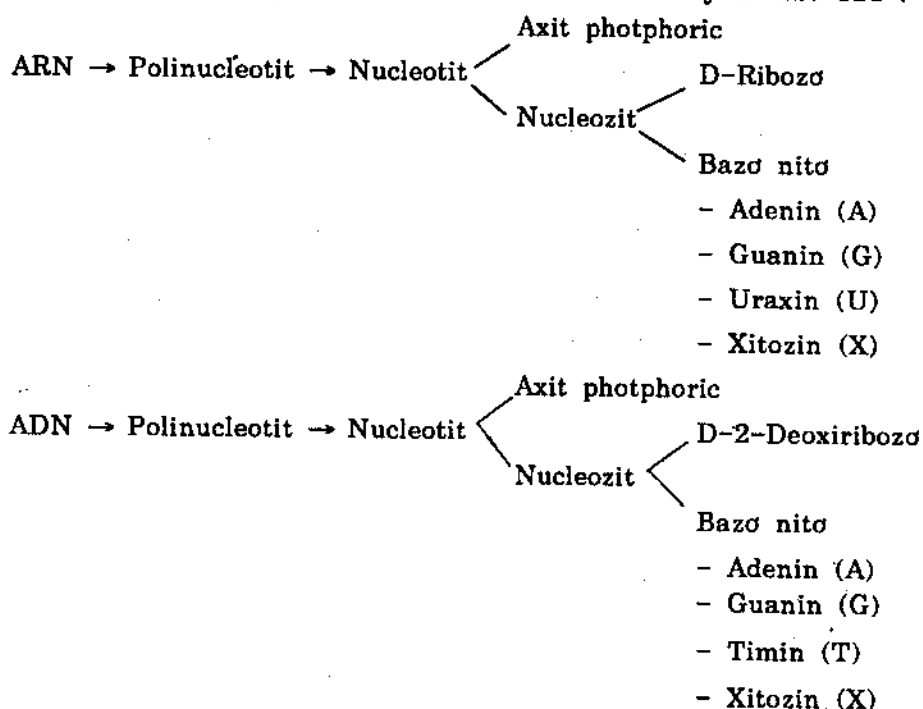 Axit photphoric
ARN → Polinucleotit → Nucleotit
D-Ribozơ
Nucleozit
Bazơ nitơ
- Adenin (A)
- Guanin (G)
- Uraxin (U)
- Xitozin (X)
Axit photphoric
ADN → Polinucleotit → Nucleotit
D-2-Deoxiribozơ
Nucleozit
Bazơ nitơ
- Adenin (A)
- Guanin (G)
- Timin (T)
- Xitozin (X)